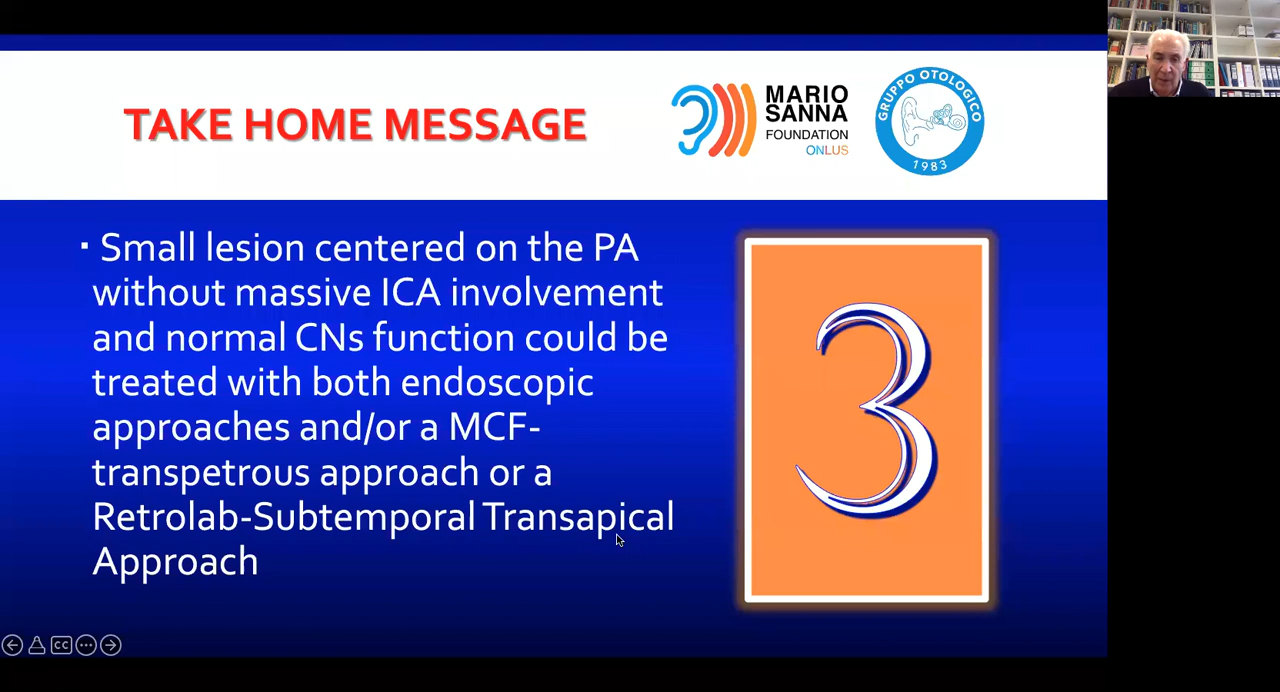 TAKE HOME MESSAGE
MARIO
SANNA
FOUNDATION
ONLUS
GRUPPO OTOLOGICO
1983
▪ Small lesion centered on the PA
without massive ICA involvement
and normal CNs function could be
treated with both endoscopic
approaches and/or a MCF-
transpetrous approach or a
Retrolab-Subtemporal Transapical
Approach
3
CC